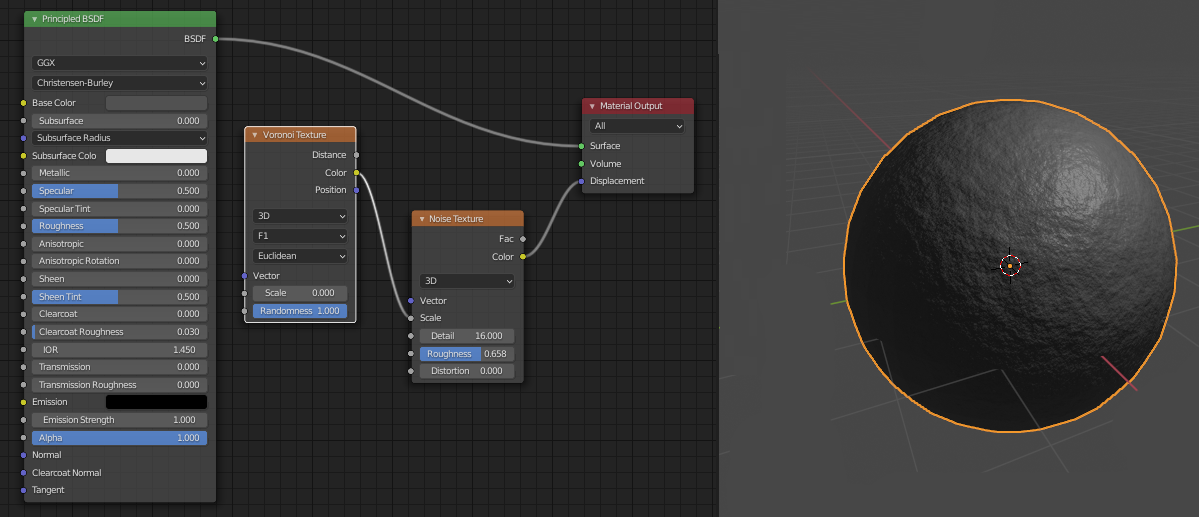 Principled BSDF
BSDF
GGX
Christensen-Burley
Base Color
Subsurface 0.000
Subsurface Radius
Subsurface Colo
Metallic 0.000
Specular 0.500
Specular Tint 0.000
Roughness 0.500
Anisotropic 0.000
Anisotropic Rotation 0.000
Sheen 0.000
Sheen Tint 0.500
Clearcoat 0.000
Clearcoat Roughness 0.030
IOR 1.450
Transmission 0.000
Transmission Roughness 0.000
Emission
Emission Strength 1.000
Alpha 1.000
Normal
Clearcoat Normal
Tangent
Voronoi Texture
Distance
Color
Position
3D
F1
Euclidean
Vector
Scale 0.000
Randomness 1.000
Noise Texture
Fac
Color
3D
Vector
Scale
Detail 16.000
Roughness 0.658
Distortion 0.000
Material Output
All
Surface
Volume
Displacement